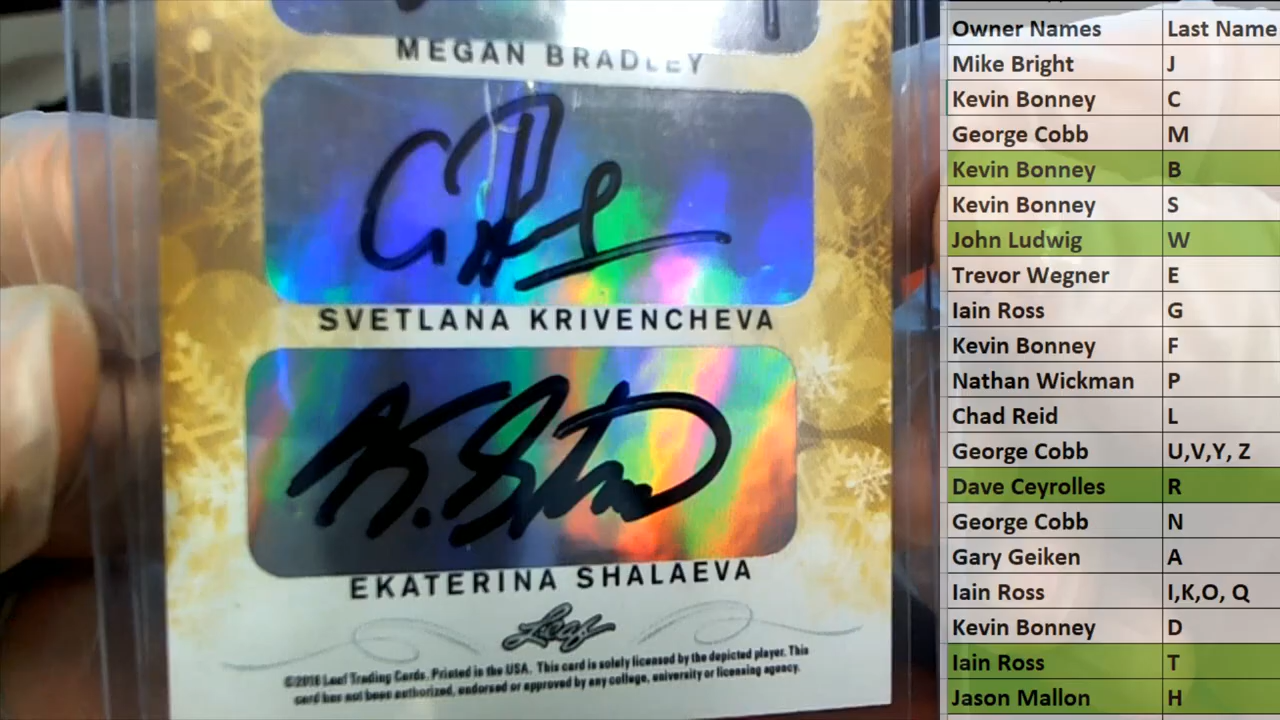 MEGAN BRADLEY
SVETLANA KRIVENCHEVA
EKATERINA SHALAEVA
Leaf
©2018 Leaf Trading Cards. Printed in the USA. This card is solely licensed by the depicted player. This
card has not been authorized, endorsed or approved by any college, university or licensing agency.
Owner Names Last Name
Mike Bright J
Kevin Bonney C
George Cobb M
Kevin Bonney B
Kevin Bonney S
John Ludwig W
Trevor Wegner E
Iain Ross G
Kevin Bonney F
Nathan Wickman P
Chad Reid L
George Cobb U,V,Y, Z
Dave Ceyrolles R
George Cobb N
Gary Geiken A
Iain Ross I,K,O, Q
Kevin Bonney D
Iain Ross T
Jason Mallon H